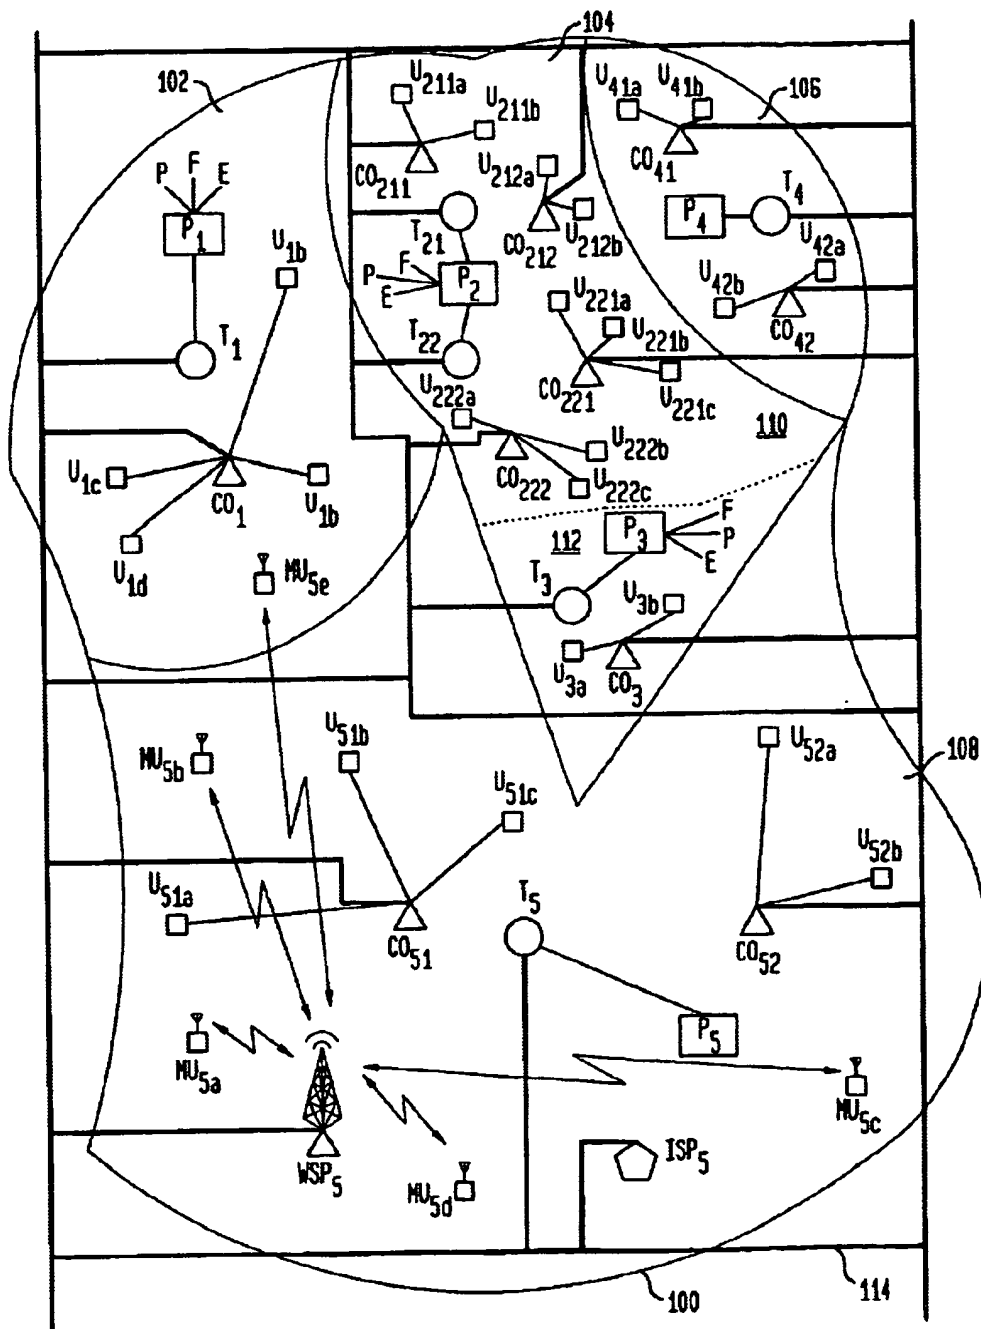 104
102
U211a
U41a
U41b
106
U211b
P
F
E
CO211
U212a
CO41
P1
T21
CO212
U212b
P4
T4
U1b
F
P
E
P2
U42a
U221a
U42b
T1
T22
U221b
CO42
U222a
CO221
U221c
110
U222b
U1c
CO1
U1b
CO222
U222c
F
P3
P
112
E
U1d
MU5e
T3
U3b
U3a
CO3
U51b
U52a
MU5b
108
U51c
U52b
U51a
T5
CO51
CO52
P5
MU5a
MU5c
WSP5
ISP5
MU5d
100
114